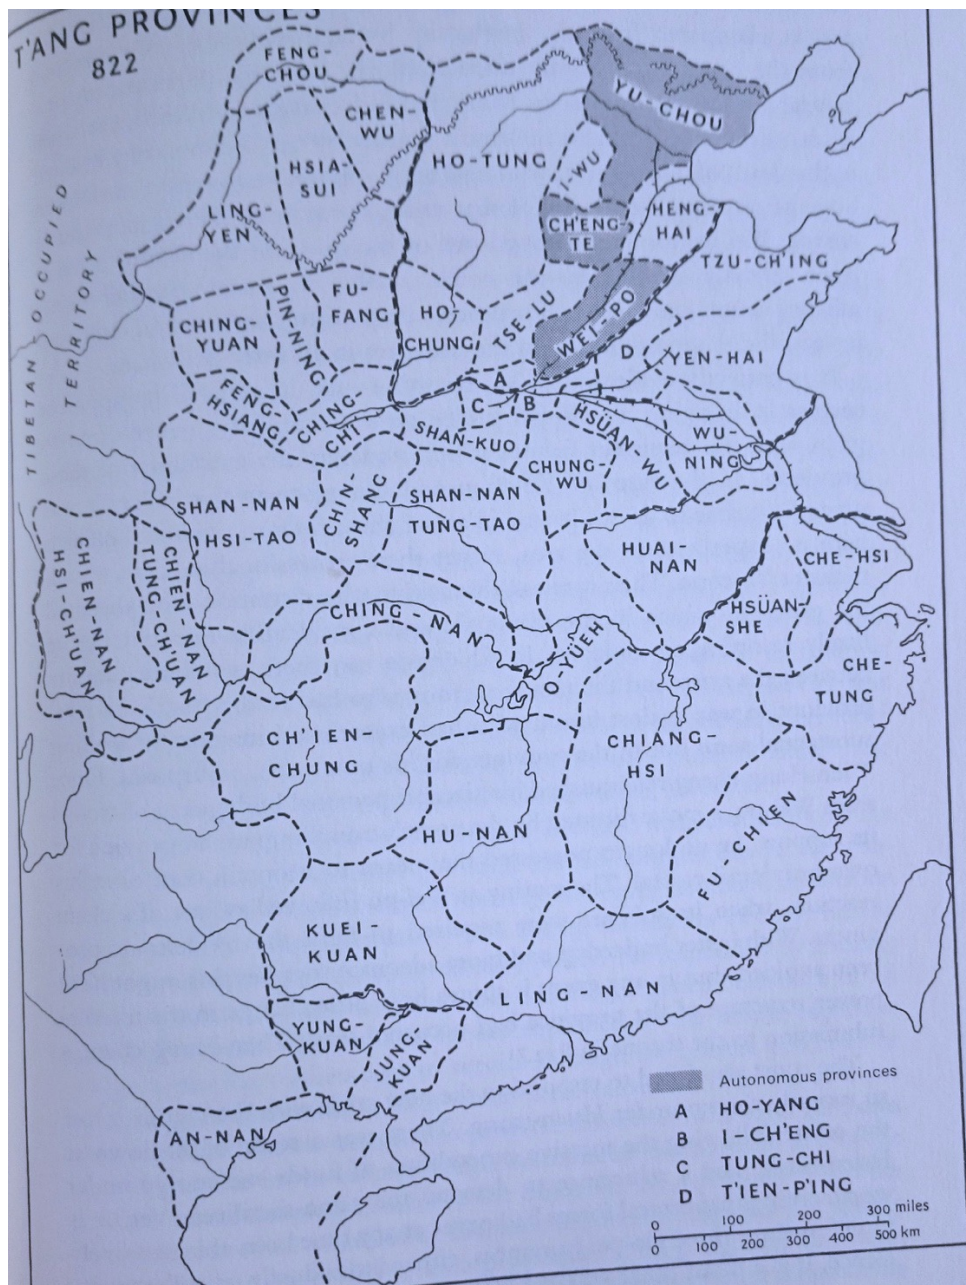 T'ANG PROVINCES
822
FENG-
CHOU
CHEN-
WU
HSIA-
SUI
LING-
YEN
HO-TUNG
YU-CHOU
I-WU
CH'ENG-
TE
HENG-
HAI
TZU-CH'ING
TIBETAN OCCUPIED
TERRITORY
CHING-
YUAN
PIN-NING
FU-
FANG
HO-
CHUNG
TSE-LU
WEI-PO
D
YEN-HAI
A
C
B
FENG-
HSIANG
CHING-
CHI
SHAN-KUO
HSÜAN-
WU
WU-
NING
CHUNG-
WU
SHAN-NAN
HSI-TAO
CHIN-
SHANG
SHAN-NAN
TUNG-TAO
HUAI-
NAN
CHE-HSI
HSÜAN-
SHE
CHIEN-NAN
HSI-CH'UAN
CHIEN-NAN
TUNG-CH'UAN
CHING-NAN
O-YÜEH
CHE-
TUNG
CH'IEN-
CHUNG
CHIANG-
HSI
HU-NAN
FU-CHIEN
KUEI-
KUAN
LING-NAN
YUNG-
KUAN
JUNG-
KUAN
AN-NAN
Autonomous provinces
A HO-YANG
B I-CH'ENG
C TUNG-CHI
D T'IEN-P'ING
0 100 200 300 miles
0 100 200 300 400 500 km